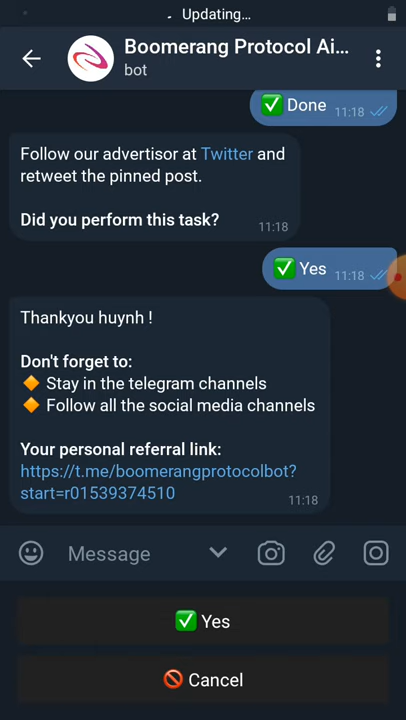 Updating...
Boomerang Protocol Ai...
bot
✅ Done 11:18
Follow our advertisor at Twitter and
retweet the pinned post.
Did you perform this task?
11:18
✅ Yes 11:18
Thankyou huynh !
Don't forget to:
🔶 Stay in the telegram channels
🔶 Follow all the social media channels
Your personal referral link:
https://t.me/boomerangprotocolbot?
start=r01539374510
11:18
Message
✅ Yes
🚫 Cancel